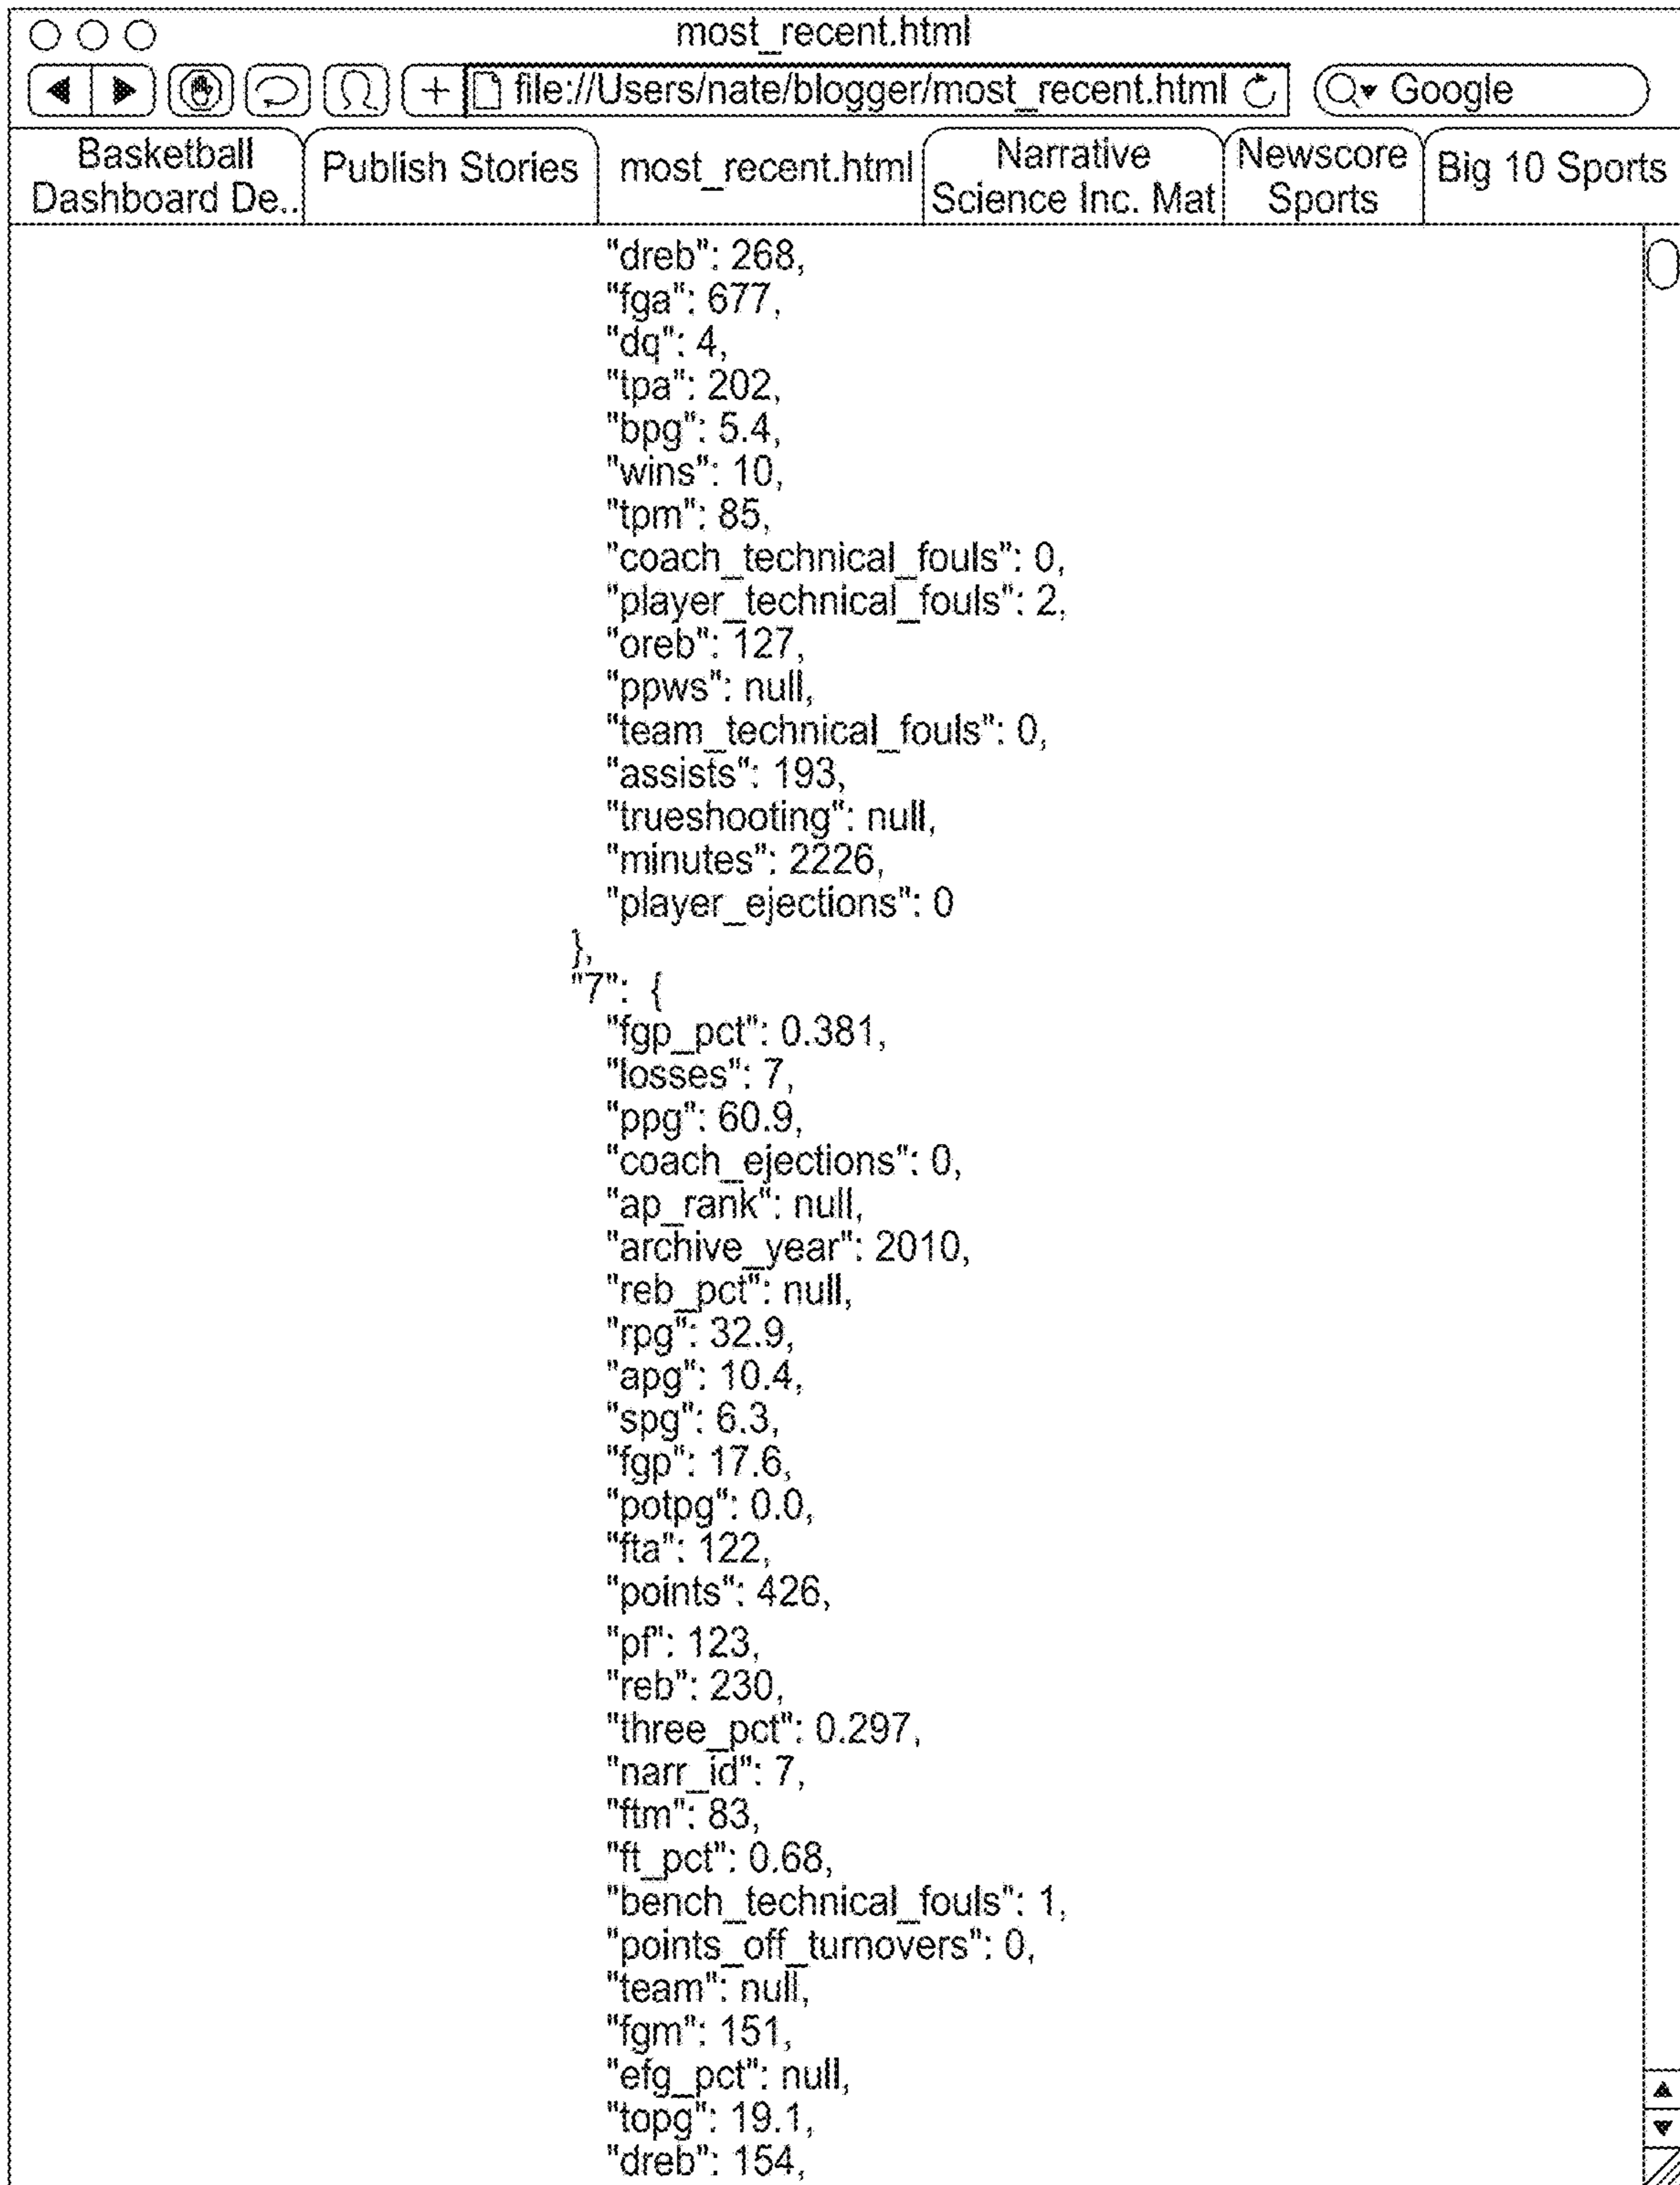 most_recent.html
+ file://Users/nate/blogger/most_recent.html Google
Basketball Dashboard De.. Publish Stories most_recent.html Narrative Science Inc. Mat Newscore Sports Big 10 Sports
"dreb": 268,
"fga": 677,
"dq": 4,
"tpa": 202,
"bpg": 5.4,
"wins": 10,
"tpm": 85,
"coach_technical_fouls": 0,
"player_technical_fouls": 2,
"oreb": 127,
"ppws": null,
"team_technical_fouls": 0,
"assists": 193,
"trueshooting": null,
"minutes": 2226,
"player_ejections": 0
},
"7": {
"fgp_pct": 0.381,
"losses": 7,
"ppg": 60.9,
"coach_ejections": 0,
"ap_rank": null,
"archive_year": 2010,
"reb_pct": null,
"rpg": 32.9,
"apg": 10.4,
"spg": 6.3,
"fgp": 17.6,
"potpg": 0.0,
"fta": 122,
"points": 426,
"pf": 123,
"reb": 230,
"three_pct": 0.297,
"narr_id": 7,
"ftm": 83,
"ft_pct": 0.68,
"bench_technical_fouls": 1,
"points_off_turnovers": 0,
"team": null,
"fgm": 151,
"efg_pct": null,
"topg": 19.1,
"dreb": 154,